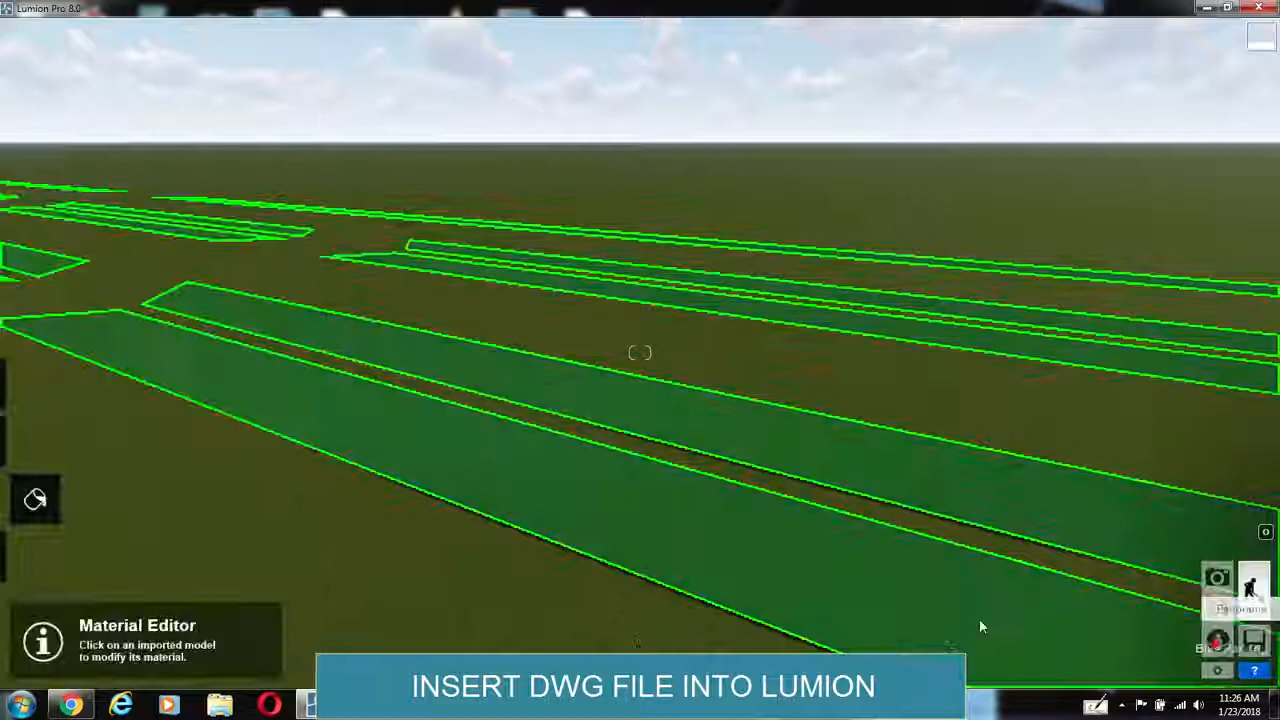 Lumion Pro 8.0
Material Editor
Click on an imported model
to modify its material.
Panorama
?
INSERT DWG FILE INTO LUMION
11:26 AM
1/23/2018